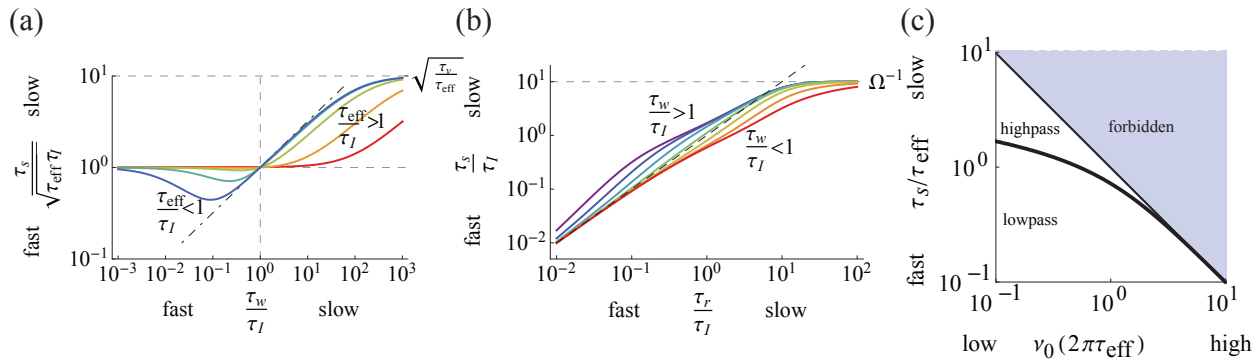 (a)
slow
fast
τ_s / √(τ_eff τ_I)
10^1
10^0
10^-1
√(τ_v / τ_eff)
τ_eff / τ_I >1
τ_eff / τ_I <1
10^-3 10^-2 10^-1 10^0 10^1 10^2 10^3
fast τ_w / τ_I slow
(b)
slow
fast
τ_s / τ_I
10^1
10^0
10^-1
10^-2
Ω^-1
τ_w / τ_I >1
τ_w / τ_I <1
10^-2 10^-1 10^0 10^1 10^2
fast τ_r / τ_I slow
(c)
slow
fast
τ_s/τ_eff
10^1
10^0
10^-1
highpass
forbidden
lowpass
10^-1 10^0 10^1
low ν_0 (2πτ_eff) high